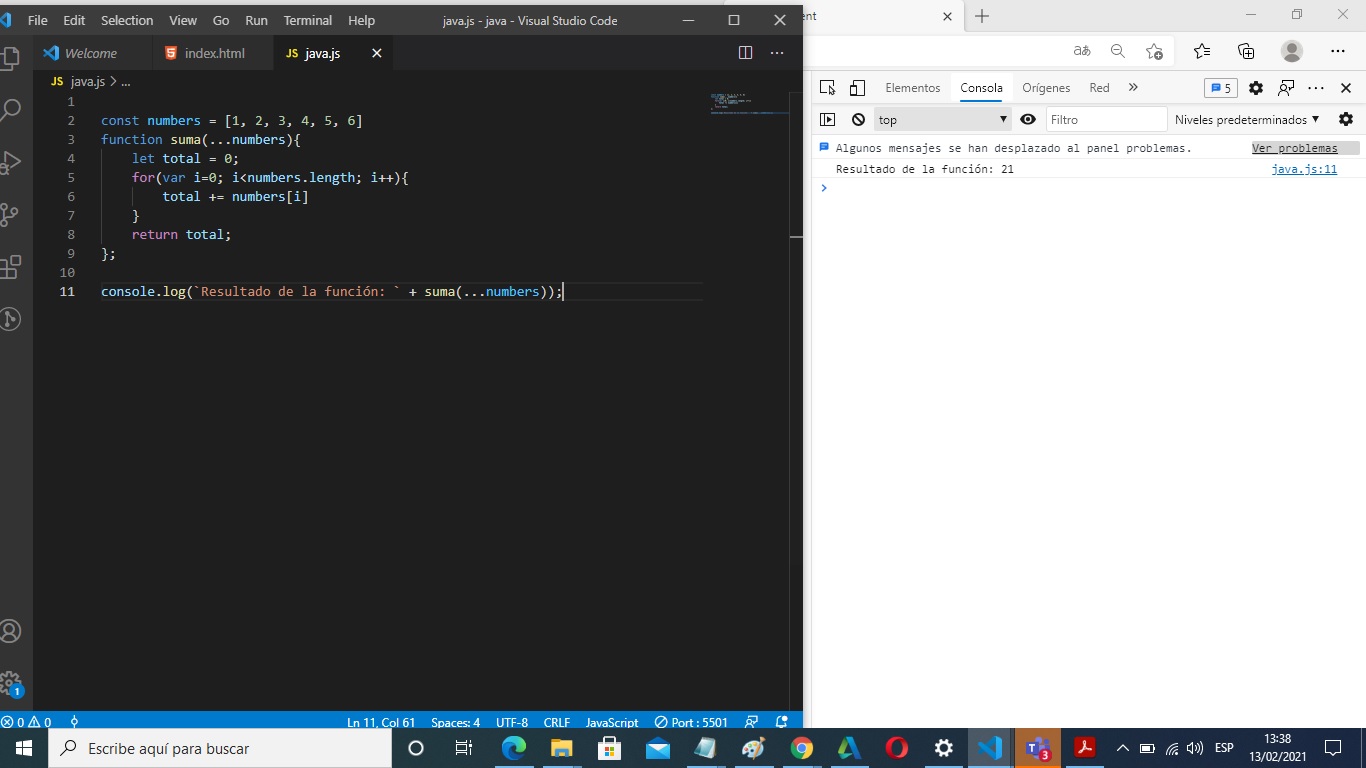 File Edit Selection View Go Run Terminal Help java.js - java - Visual Studio Code
Welcome index.html JS java.js
JS java.js > ...
1
2 const numbers = [1, 2, 3, 4, 5, 6]
3 function suma(...numbers){
4 let total = 0;
5 for(var i=0; i<numbers.length; i++){
6 total += numbers[i]
7 }
8 return total;
9 };
10
11 console.log(`Resultado de la función: ` + suma(...numbers));
1
0 0 Ln 11, Col 61 Spaces: 4 UTF-8 CRLF JavaScript Port : 5501
aあ
Elementos Consola Orígenes Red » 5
top Filtro Niveles predeterminados
Algunos mensajes se han desplazado al panel problemas. Ver problemas
Resultado de la función: 21 java.js:11
>
Escribe aquí para buscar 3 ESP 13:38
13/02/2021